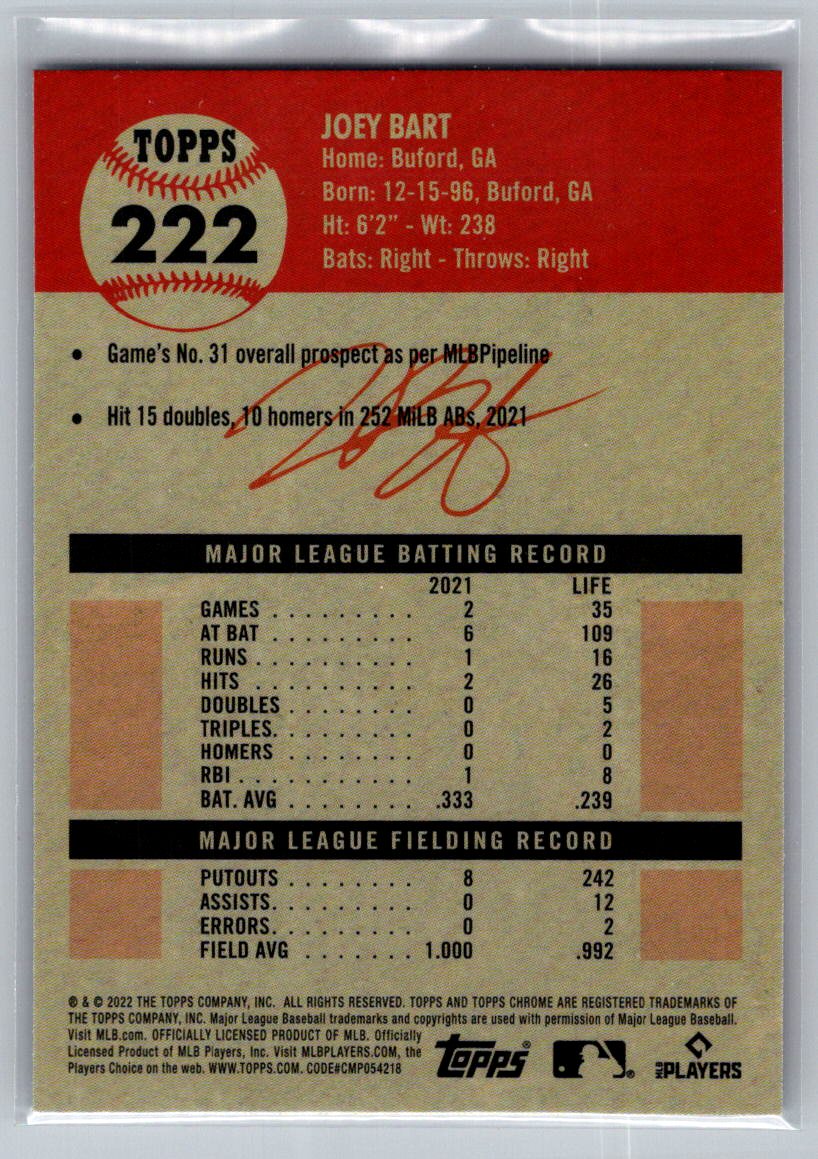 TOPPS
222
JOEY BART
Home: Buford, GA
Born: 12-15-96, Buford, GA
Ht: 6'2" - Wt: 238
Bats: Right - Throws: Right
• Game's No. 31 overall prospect as per MLBPipeline
• Hit 15 doubles, 10 homers in 252 MiLB ABs, 2021
MAJOR LEAGUE BATTING RECORD
2021 LIFE
GAMES . . . . . . . . . 2 35
AT BAT . . . . . . . . . 6 109
RUNS . . . . . . . . . . 1 16
HITS . . . . . . . . . . 2 26
DOUBLES . . . . . . . . 0 5
TRIPLES. . . . . . . . . 0 2
HOMERS . . . . . . . . 0 0
RBI . . . . . . . . . . . 1 8
BAT. AVG . . . . . . . . .333 .239
MAJOR LEAGUE FIELDING RECORD
PUTOUTS . . . . . . . . 8 242
ASSISTS. . . . . . . . . 0 12
ERRORS. . . . . . . . . 0 2
FIELD AVG . . . . . . . 1.000 .992
® & © 2022 THE TOPPS COMPANY, INC. ALL RIGHTS RESERVED. TOPPS AND TOPPS CHROME ARE REGISTERED TRADEMARKS OF
THE TOPPS COMPANY, INC. Major League Baseball trademarks and copyrights are used with permission of Major League Baseball.
Visit MLB.com. OFFICIALLY LICENSED PRODUCT OF MLB. Officially
Licensed Product of MLB Players, Inc. Visit MLBPLAYERS.COM, the
Players Choice on the web. WWW.TOPPS.COM. CODE#CMP054218
topps®
®
MLB PLAYERS